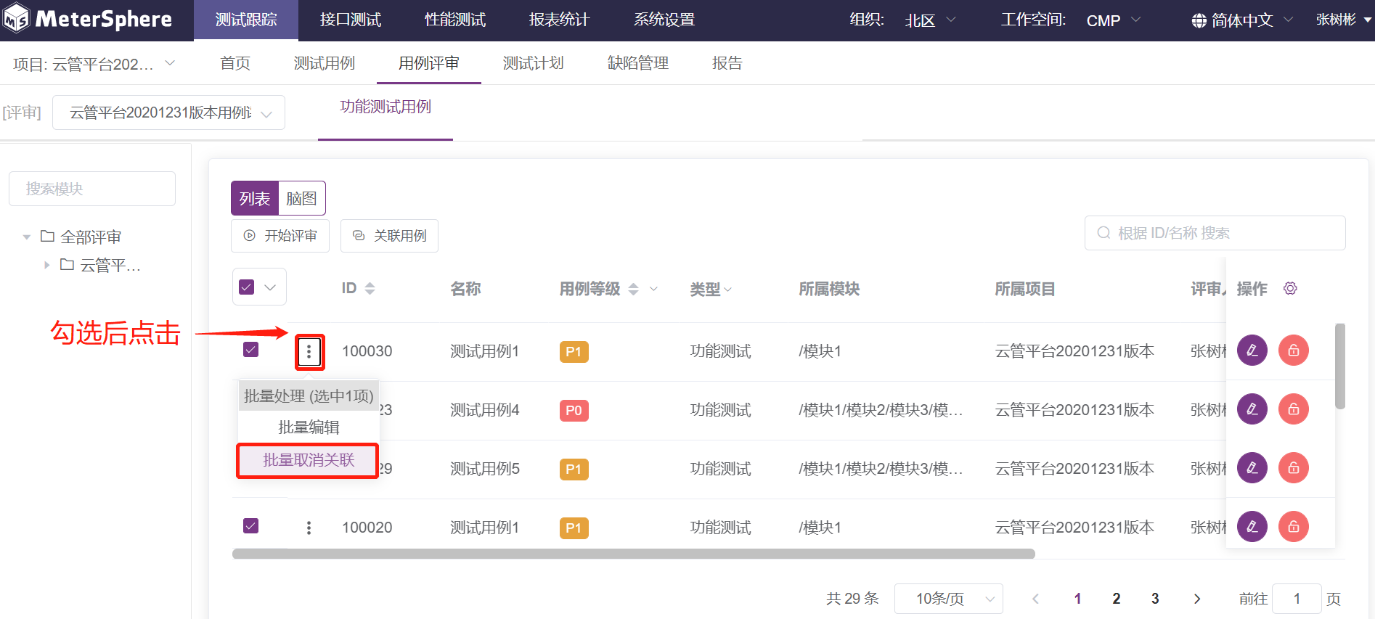 MeterSphere 测试跟踪 接口测试 性能测试 报表统计 系统设置 组织: 北区 工作空间: CMP 简体中文 张树彬
项目: 云管平台202... 首页 测试用例 用例评审 测试计划 缺陷管理 报告
[评审] 云管平台20201231版本用例 功能测试用例
搜索模块
全部评审
云管平...
列表 脑图
开始评审 关联用例 根据 ID/名称 搜索
ID 名称 用例等级 类型 所属模块 所属项目 评审 操作
勾选后点击
100030 测试用例1 P1 功能测试 /模块1 云管平台20201231版本 张树
批量处理 (选中1项)
23 测试用例4 P0 功能测试 /模块1/模块2/模块3/模... 云管平台20201231版本 张树
批量编辑
批量取消关联
29 测试用例5 P1 功能测试 /模块1/模块2/模块3/模... 云管平台20201231版本 张树
100020 测试用例1 P1 功能测试 /模块1 云管平台20201231版本 张树
共 29 条 10条/页 1 2 3 前往 1 页